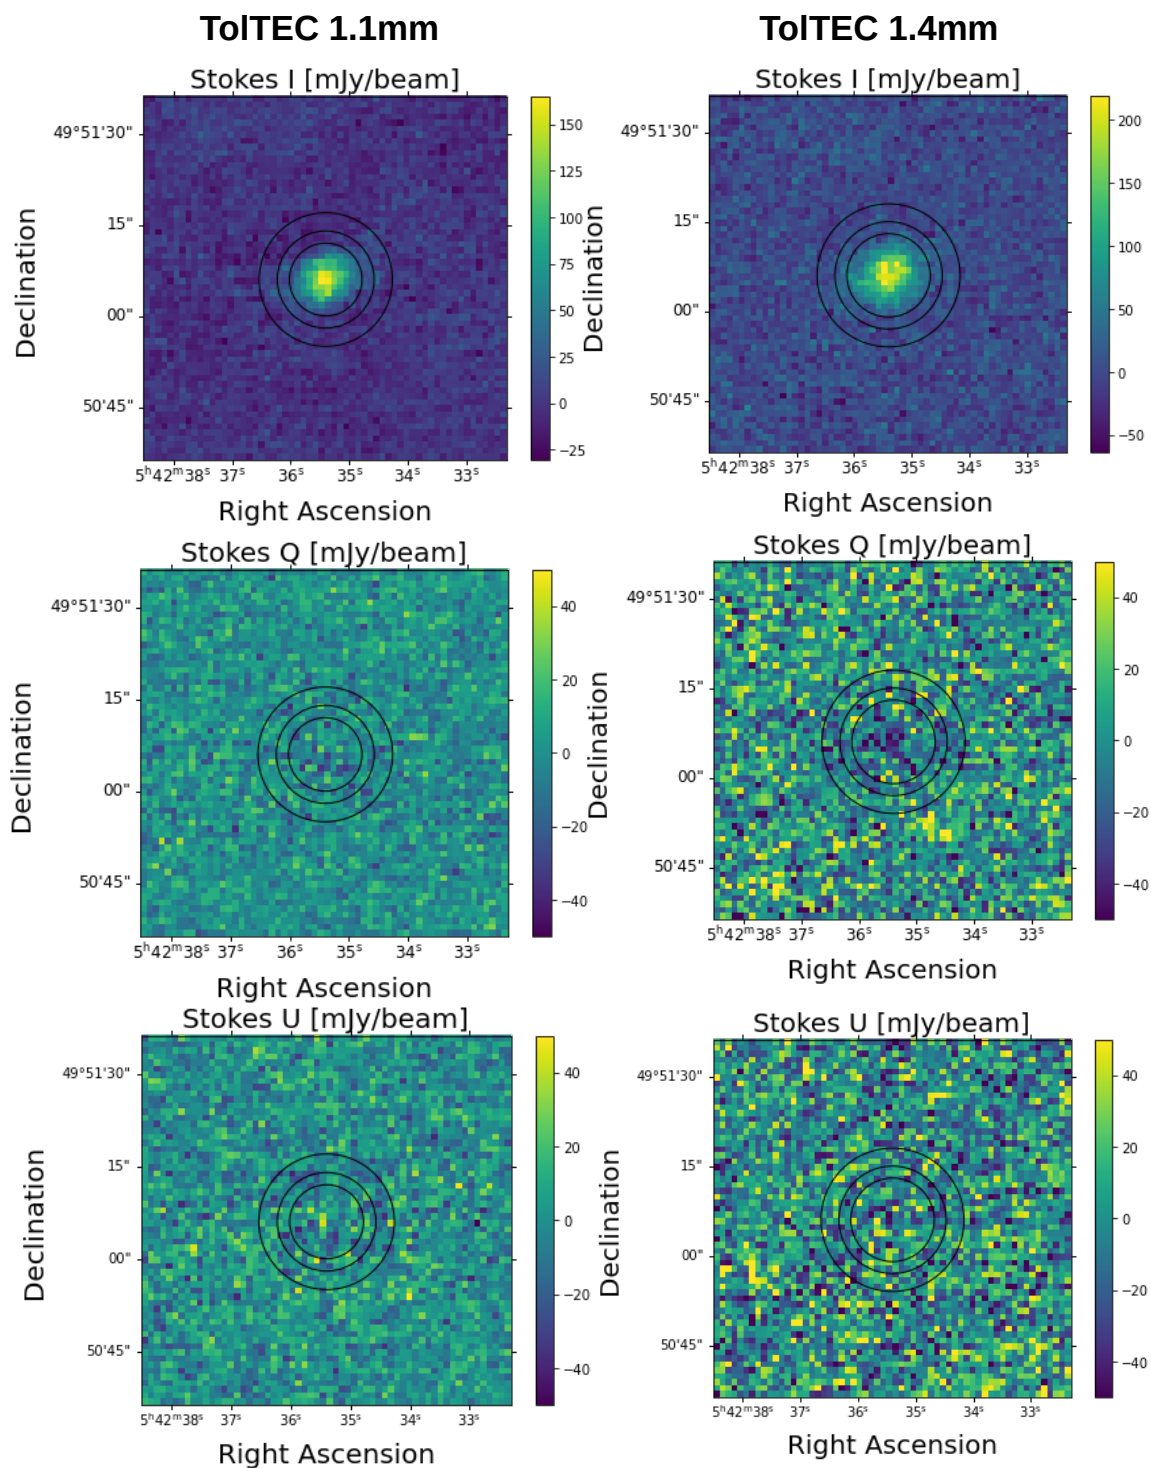 TolTEC 1.1mm
TolTEC 1.4mm
Stokes I [mJy/beam]
49°51'30"
15"
00"
50'45"
Declination
5ʰ42ᵐ38ˢ 37ˢ 36ˢ 35ˢ 34ˢ 33ˢ
Right Ascension
150
125
100
75
50
25
0
−25
Stokes I [mJy/beam]
49°51'30"
15"
00"
50'45"
Declination
5ʰ42ᵐ38ˢ 37ˢ 36ˢ 35ˢ 34ˢ 33ˢ
Right Ascension
200
150
100
50
0
−50
Stokes Q [mJy/beam]
49°51'30"
15"
00"
50'45"
Declination
5ʰ42ᵐ38ˢ 37ˢ 36ˢ 35ˢ 34ˢ 33ˢ
Right Ascension
40
20
0
−20
−40
Stokes Q [mJy/beam]
49°51'30"
15"
00"
50'45"
Declination
5ʰ42ᵐ38ˢ 37ˢ 36ˢ 35ˢ 34ˢ 33ˢ
Right Ascension
40
20
0
−20
−40
Stokes U [mJy/beam]
49°51'30"
15"
00"
50'45"
Declination
5ʰ42ᵐ38ˢ 37ˢ 36ˢ 35ˢ 34ˢ 33ˢ
Right Ascension
40
20
0
−20
−40
Stokes U [mJy/beam]
49°51'30"
15"
00"
50'45"
Declination
5ʰ42ᵐ38ˢ 37ˢ 36ˢ 35ˢ 34ˢ 33ˢ
Right Ascension
40
20
0
−20
−40